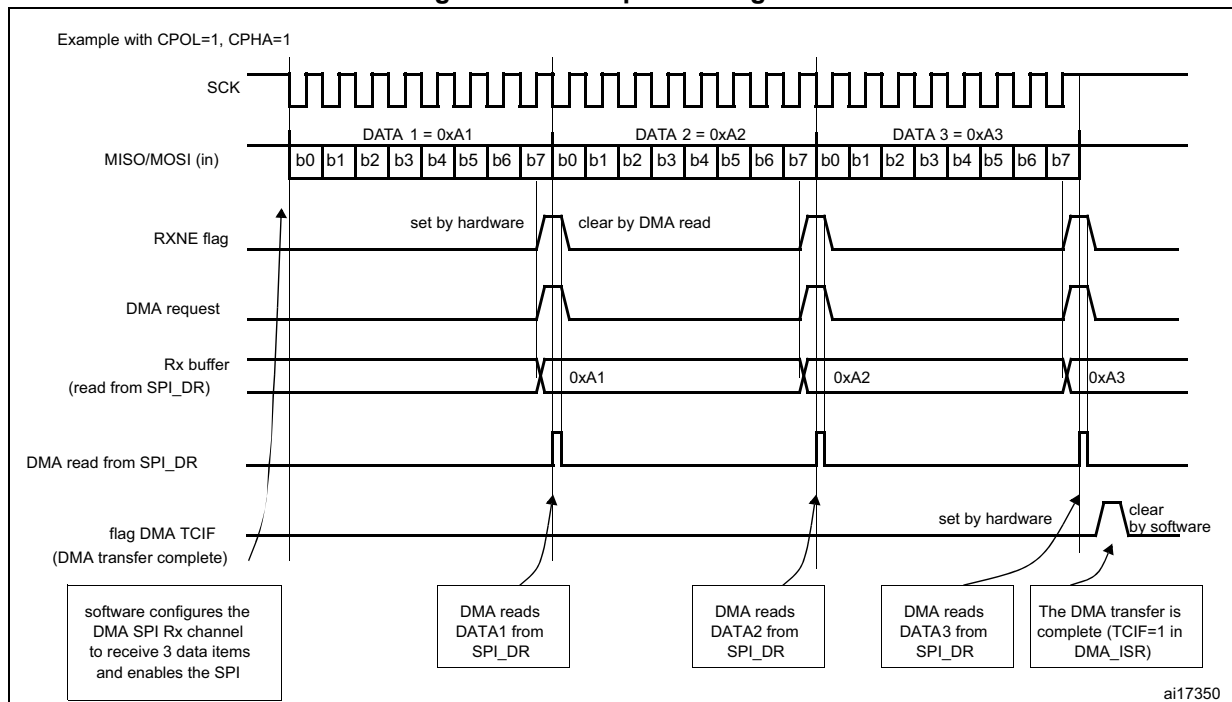 Example with CPOL=1, CPHA=1
SCK
DATA 1 = 0xA1
DATA 2 = 0xA2
DATA 3 = 0xA3
MISO/MOSI (in)
b0 b1 b2 b3 b4 b5 b6 b7 b0 b1 b2 b3 b4 b5 b6 b7 b0 b1 b2 b3 b4 b5 b6 b7
set by hardware
clear by DMA read
RXNE flag
DMA request
Rx buffer
(read from SPI_DR)
0xA1
0xA2
0xA3
DMA read from SPI_DR
flag DMA TCIF
(DMA transfer complete)
set by hardware
clear
by software
software configures the
DMA SPI Rx channel
to receive 3 data items
and enables the SPI
DMA reads
DATA1 from
SPI_DR
DMA reads
DATA2 from
SPI_DR
DMA reads
DATA3 from
SPI_DR
The DMA transfer is
complete (TCIF=1 in
DMA_ISR)
ai17350